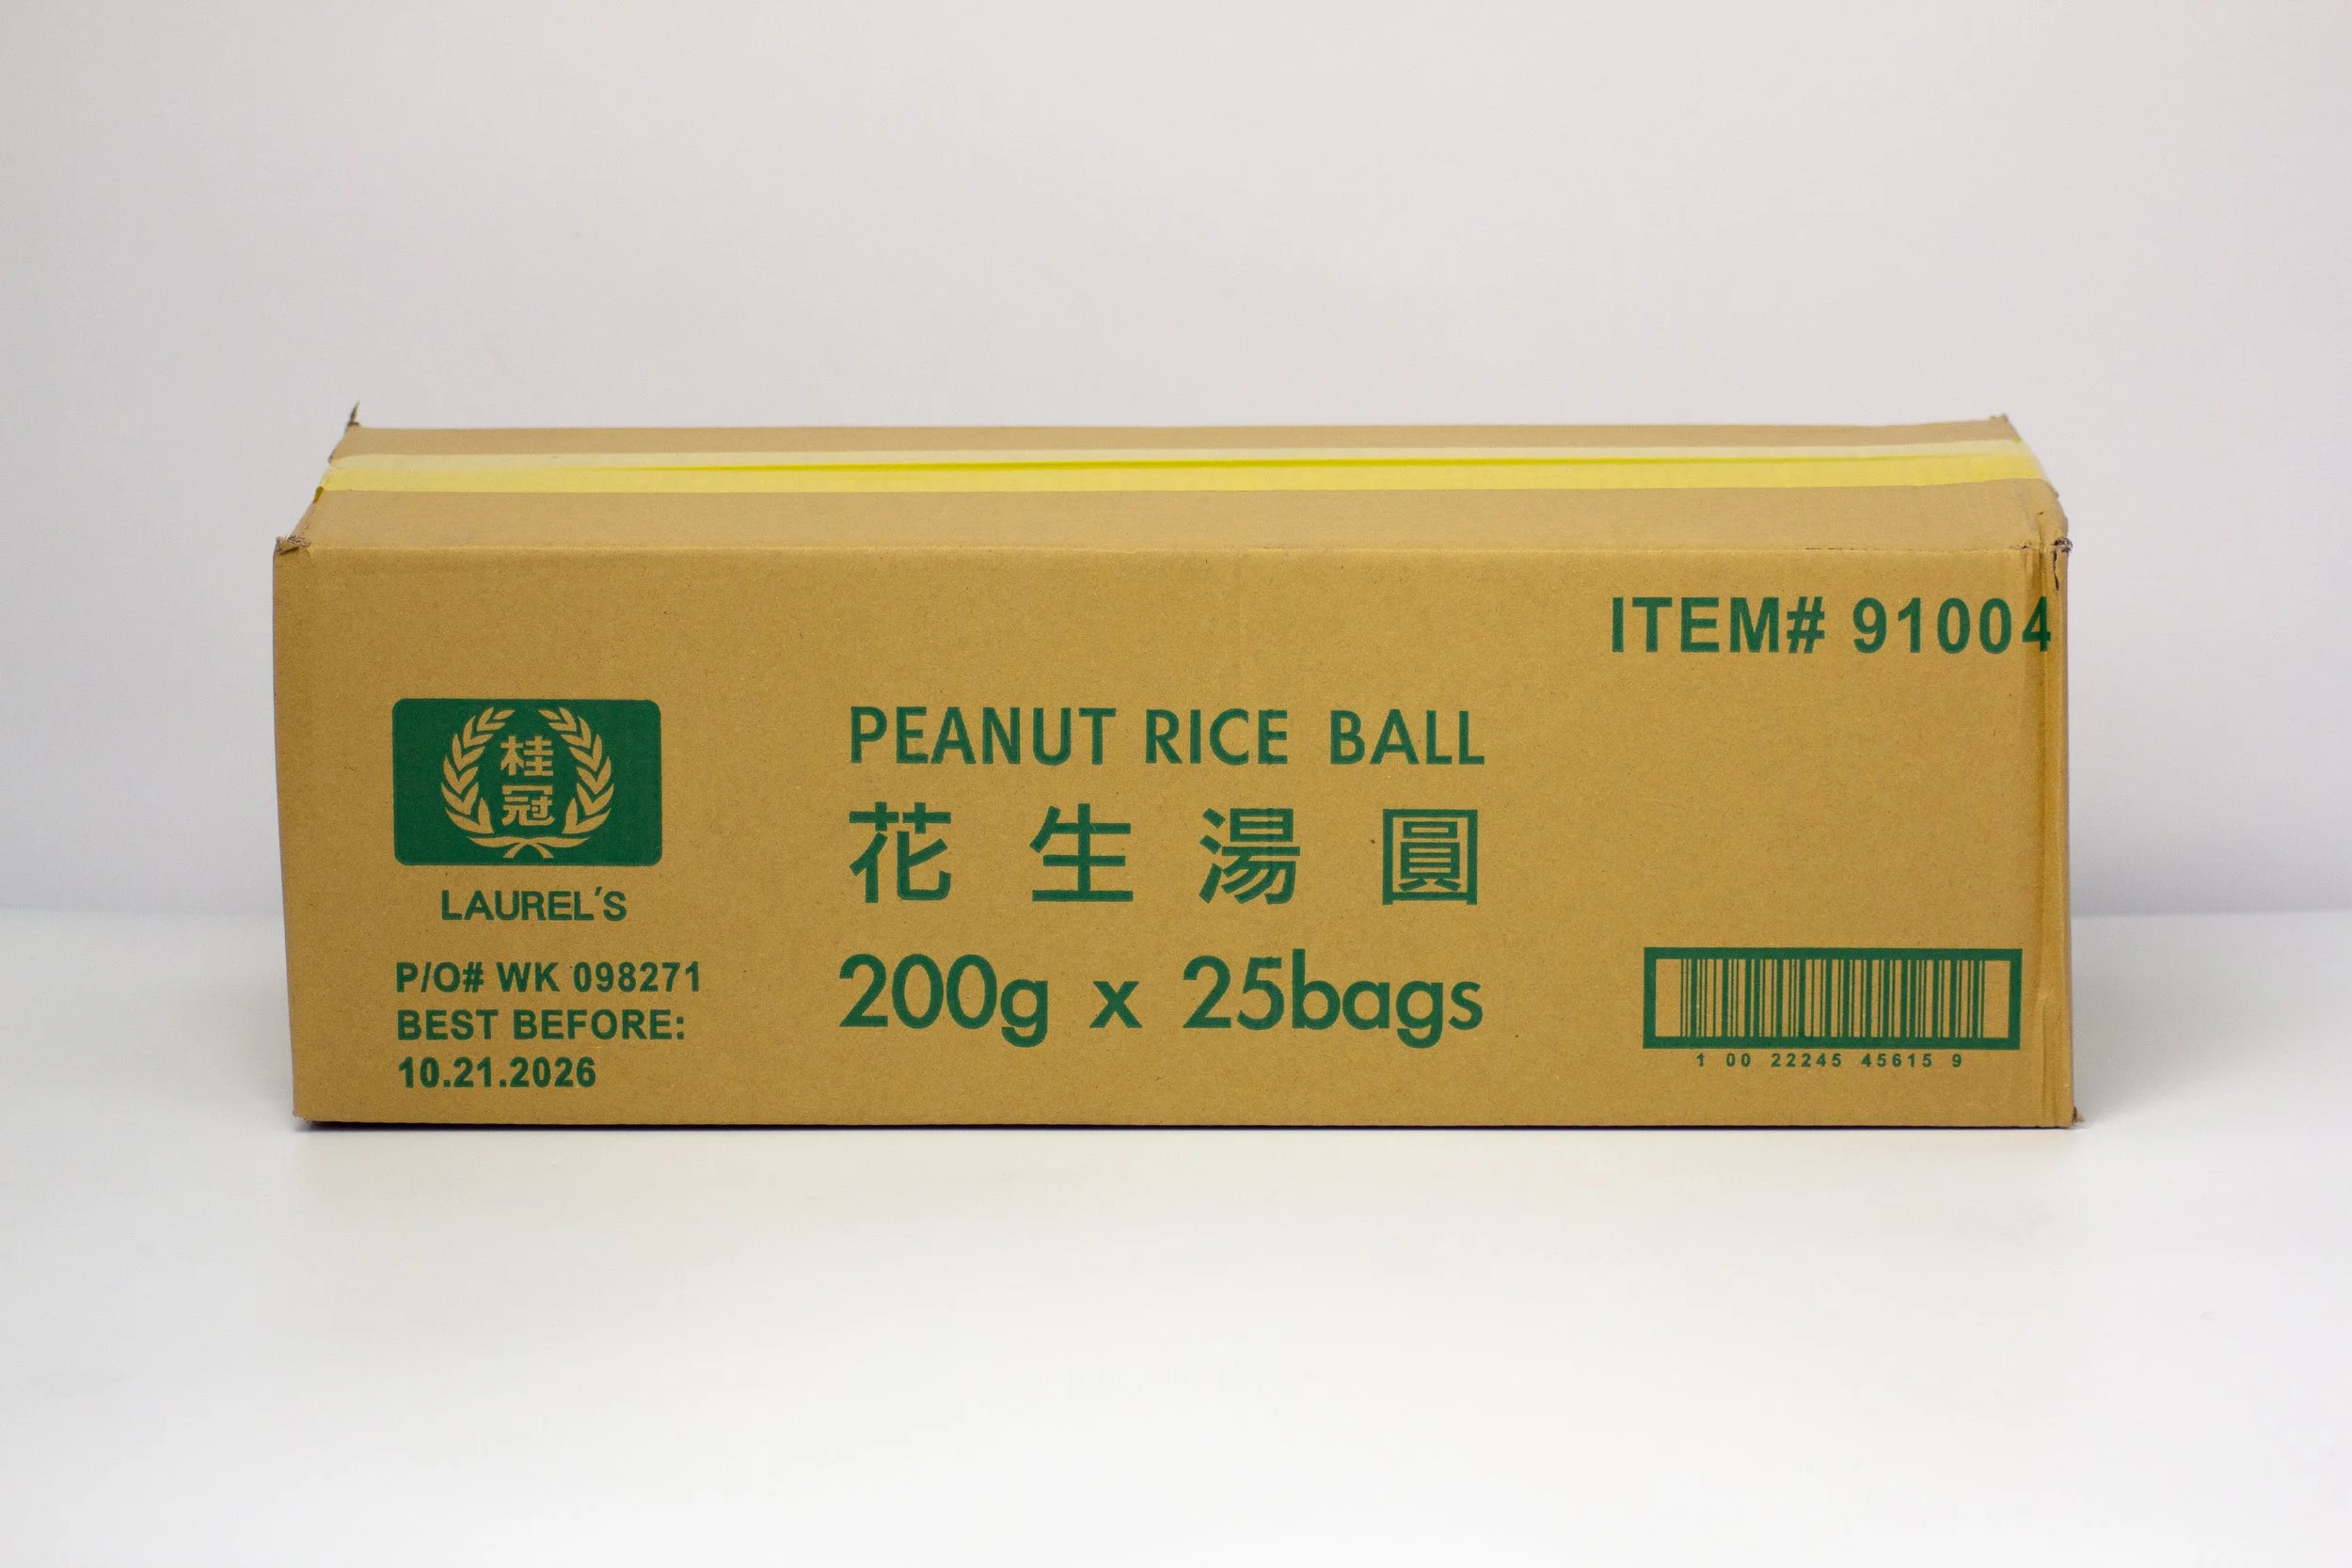 ITEM# 91004
桂冠
LAUREL'S
P/O# WK 098271
BEST BEFORE:
10.21.2026
PEANUT RICE BALL
花生湯圓
200g x 25bags
1 00 22245 45615 9